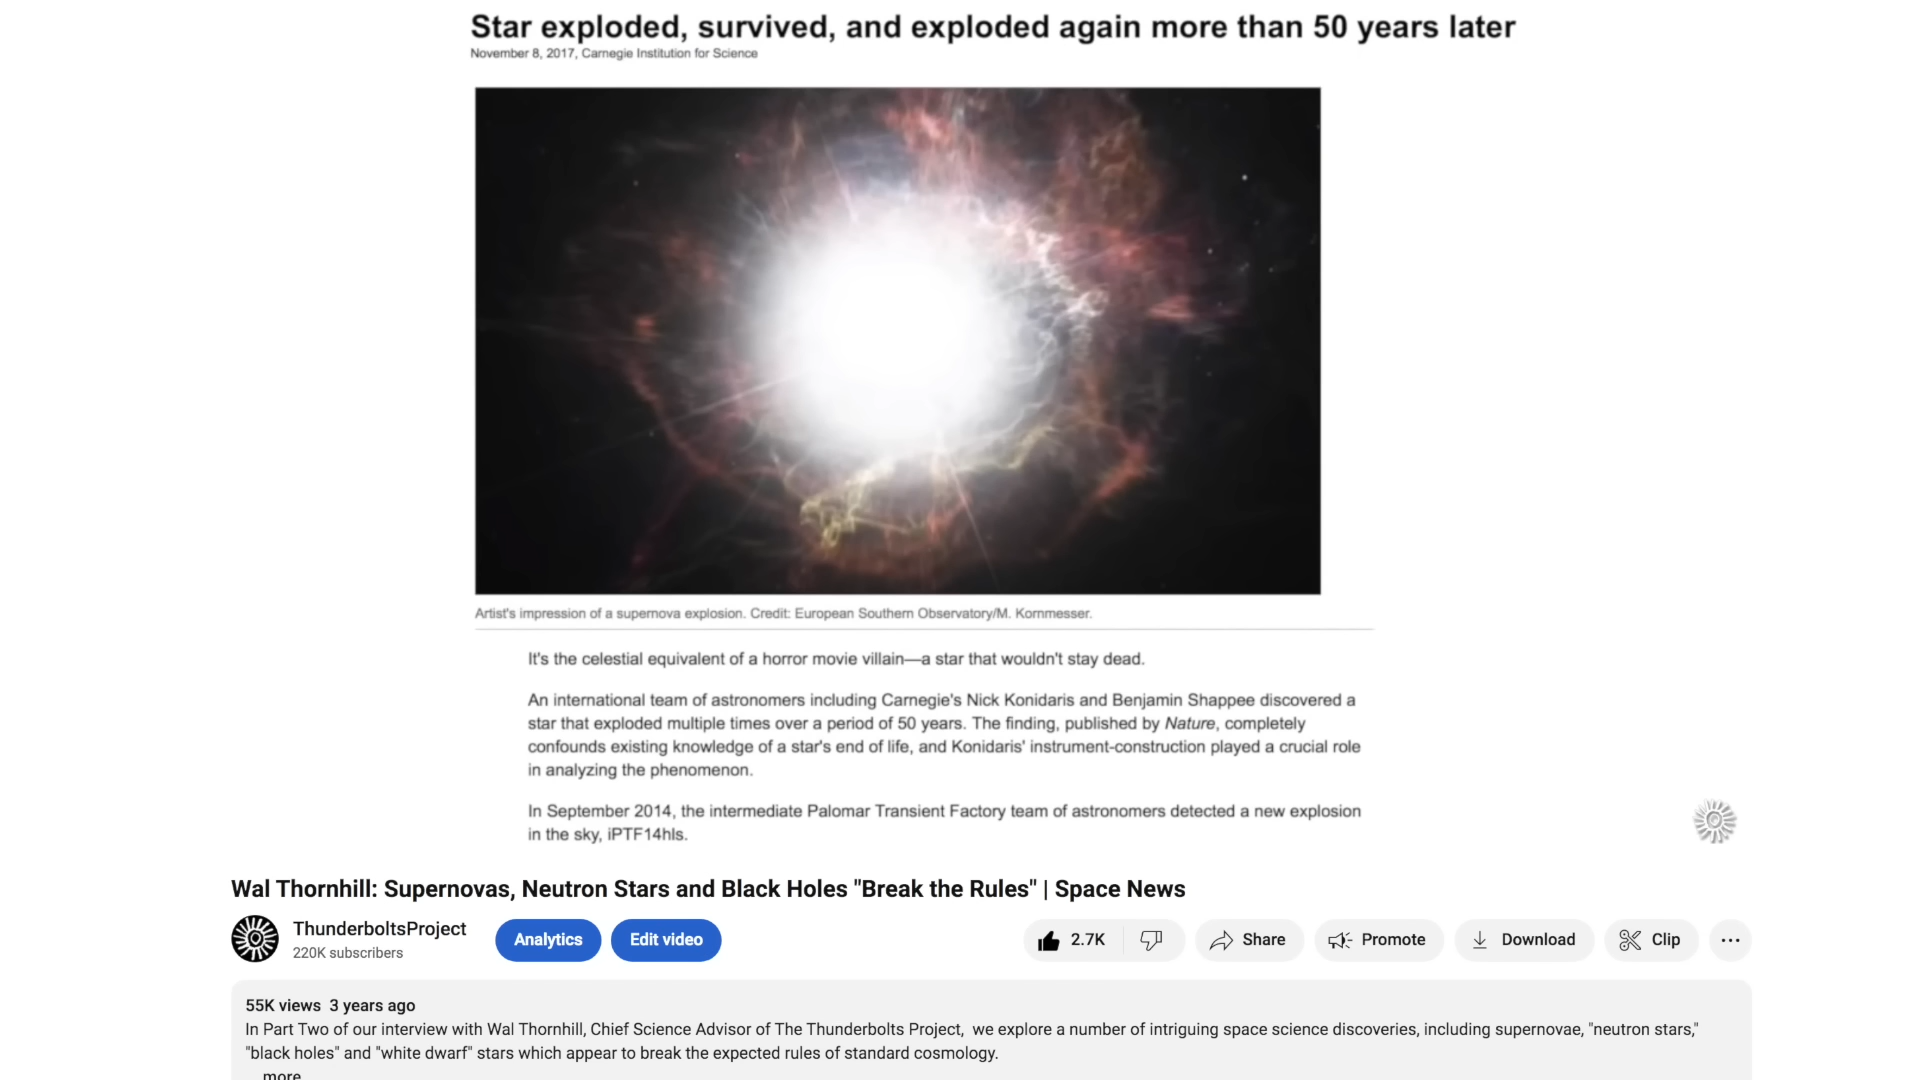 Star exploded, survived, and exploded again more than 50 years later
November 8, 2017, Carnegie Institution for Science
Artist's impression of a supernova explosion. Credit: European Southern Observatory/M. Kornmesser.
It's the celestial equivalent of a horror movie villain—a star that wouldn't stay dead.
An international team of astronomers including Carnegie's Nick Konidaris and Benjamin Shappee discovered a
star that exploded multiple times over a period of 50 years. The finding, published by Nature, completely
confounds existing knowledge of a star's end of life, and Konidaris' instrument-construction played a crucial role
in analyzing the phenomenon.
In September 2014, the intermediate Palomar Transient Factory team of astronomers detected a new explosion
in the sky, iPTF14hls.
Wal Thornhill: Supernovas, Neutron Stars and Black Holes "Break the Rules" | Space News
ThunderboltsProject
220K subscribers
Analytics
Edit video
2.7K
Share
Promote
Download
Clip
55K views 3 years ago
In Part Two of our interview with Wal Thornhill, Chief Science Advisor of The Thunderbolts Project, we explore a number of intriguing space science discoveries, including supernovae, "neutron stars,"
"black holes" and "white dwarf" stars which appear to break the expected rules of standard cosmology.
...more